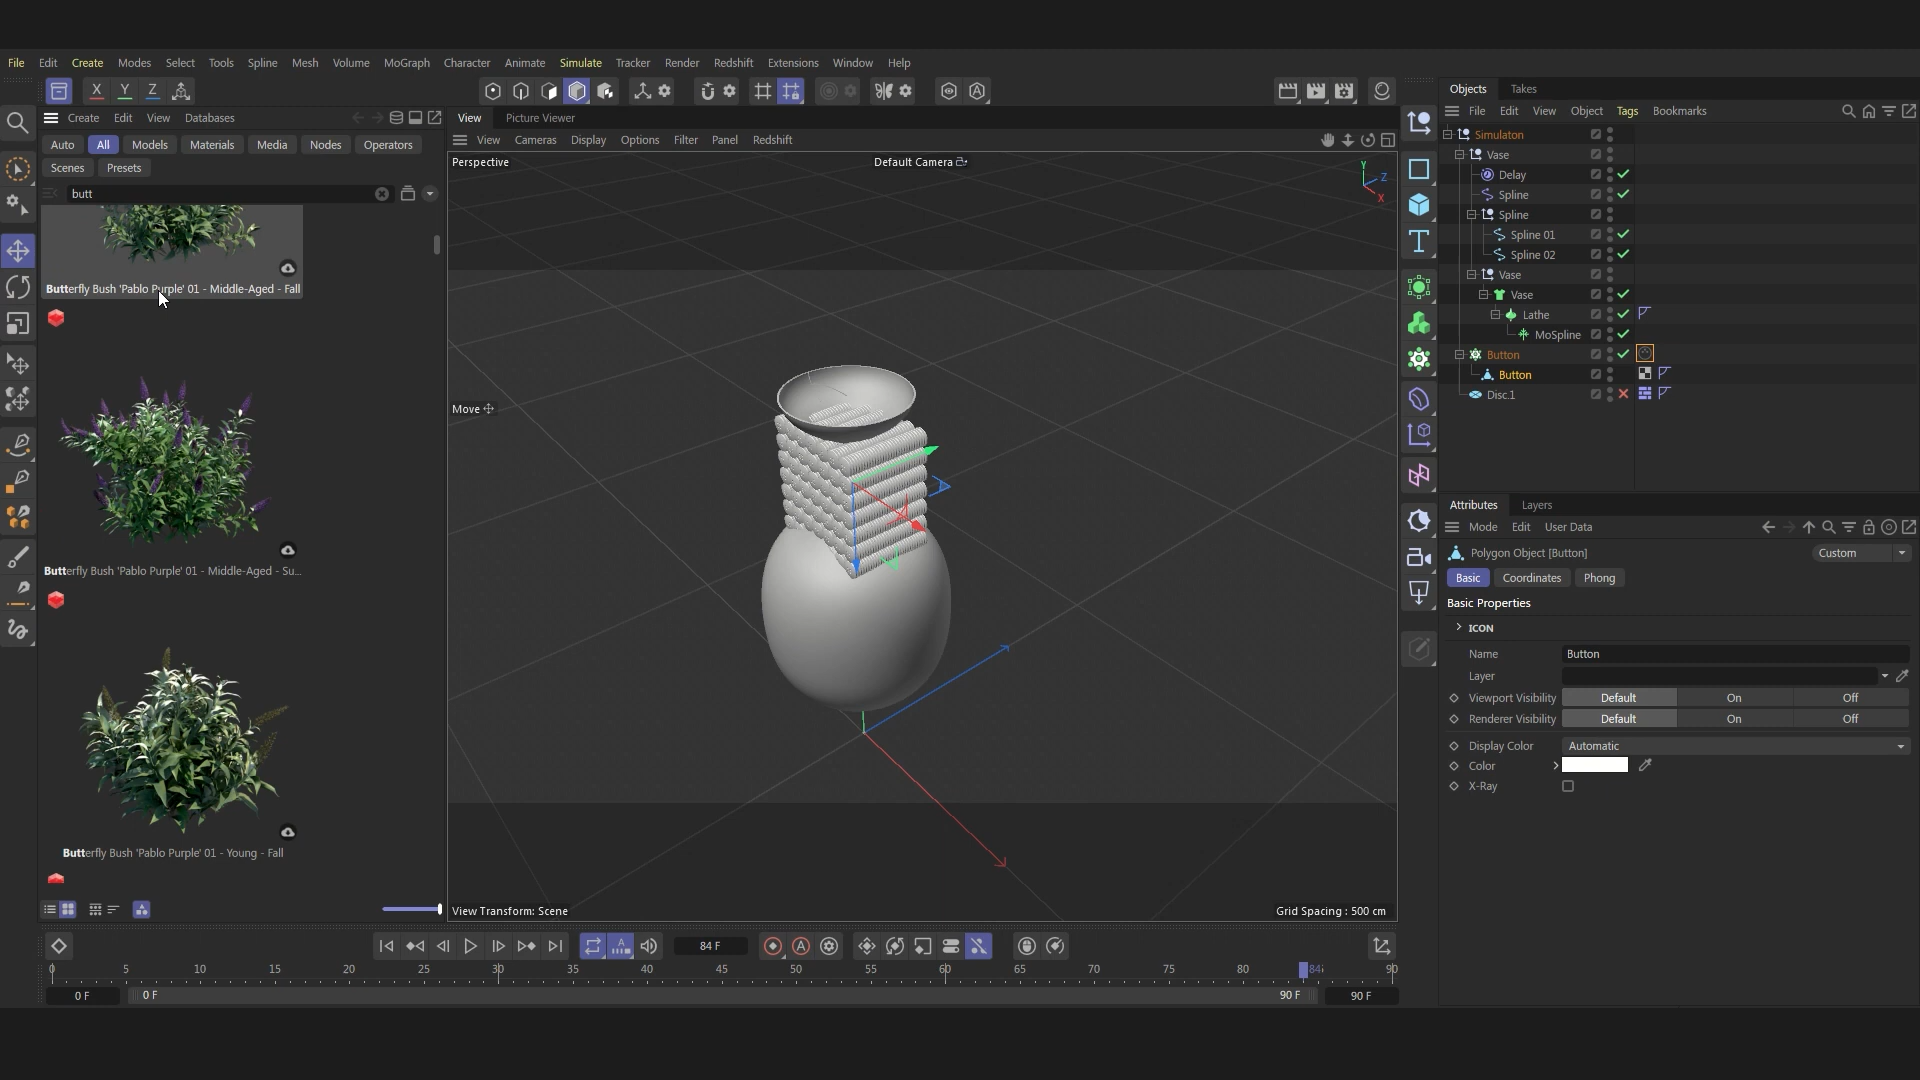 File Edit Create Modes Select Tools Spline Mesh Volume MoGraph Character Animate Simulate Tracker Render Redshift Extensions Window Help
X Y Z
Create Edit View Databases
Auto All Models Materials Media Nodes Operators
Scenes Presets
butt
Butterfly Bush 'Pablo Purple' 01 - Middle-Aged - Fall
Butterfly Bush 'Pablo Purple' 01 - Middle-Aged - Su...
Butterfly Bush 'Pablo Purple' 01 - Young - Fall
View Picture Viewer
View Cameras Display Options Filter Panel Redshift
Perspective
Default Camera
Y
Z
X
Move
View Transform: Scene
Grid Spacing : 500 cm
84 F
0 5 10 15 20 25 30 35 40 45 50 55 60 65 70 75 80 84 90
0 F
0 F
90 F
90 F
Objects Takes
File Edit View Object Tags Bookmarks
Simulaton
Vase
Delay
Spline
Spline
Spline 01
Spline 02
Vase
Vase
Lathe
MoSpline
Button
Button
Disc.1
Attributes Layers
Mode Edit User Data
Polygon Object [Button]
Custom
Basic Coordinates Phong
Basic Properties
ICON
Name Button
Layer
Viewport Visibility Default On Off
Renderer Visibility Default On Off
Display Color Automatic
Color
X-Ray